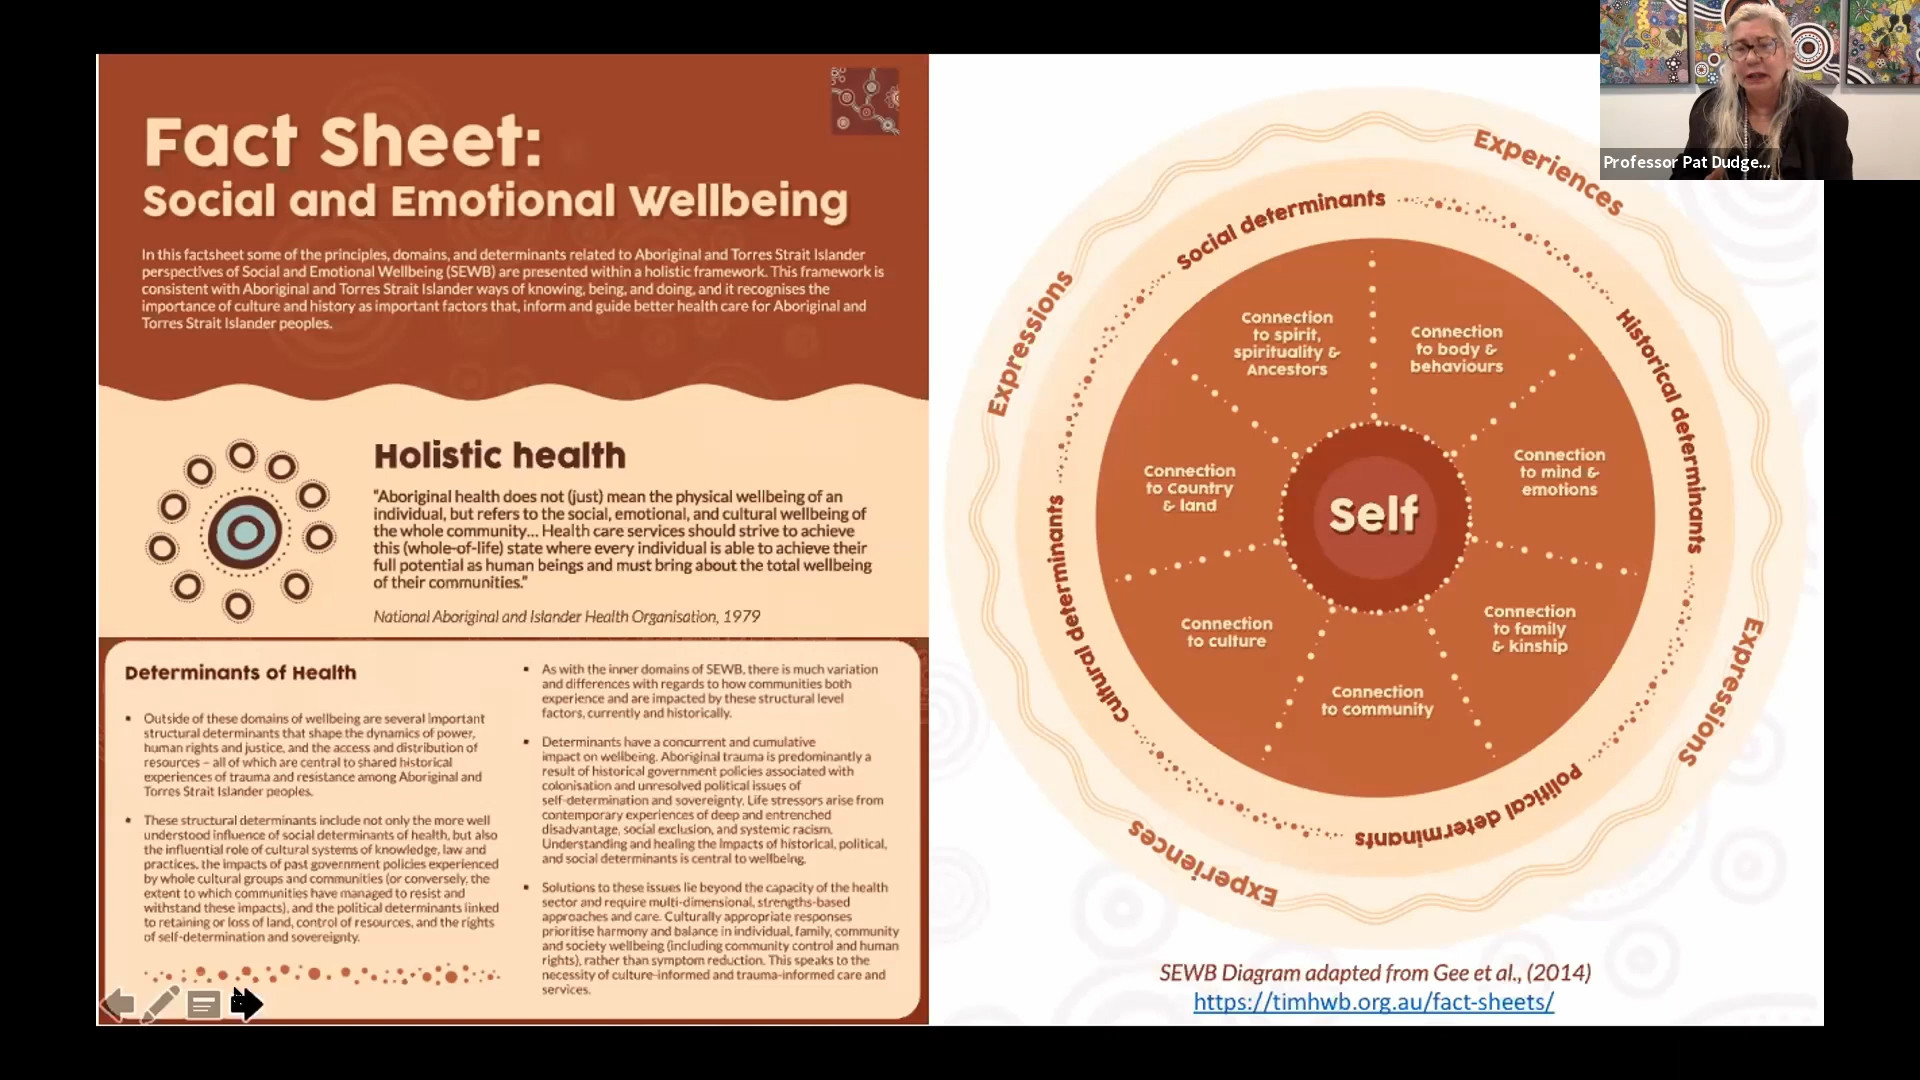 Fact Sheet:
Social and Emotional Wellbeing
In this factsheet some of the principles, domains, and determinants related to Aboriginal and Torres Strait Islander
perspectives of Social and Emotional Wellbeing (SEWB) are presented within a holistic framework. This framework is
consistent with Aboriginal and Torres Strait Islander ways of knowing, being, and doing, and it recognises the
importance of culture and history as important factors that, inform and guide better health care for Aboriginal and
Torres Strait Islander peoples.
Holistic health
"Aboriginal health does not (just) mean the physical wellbeing of an
individual, but refers to the social, emotional, and cultural wellbeing of
the whole community... Health care services should strive to achieve
this (whole-of-life) state where every individual is able to achieve their
full potential as human beings and must bring about the total wellbeing
of their communities."
National Aboriginal and Islander Health Organisation, 1979
Determinants of Health
▪ Outside of these domains of wellbeing are several important
structural determinants that shape the dynamics of power,
human rights and justice, and the access and distribution of
resources – all of which are central to shared historical
experiences of trauma and resistance among Aboriginal and
Torres Strait Islander peoples.
▪ These structural determinants include not only the more well
understood influence of social determinants of health, but also
the influential role of cultural systems of knowledge, law and
practices, the impacts of past government policies experienced
by whole cultural groups and communities (or conversely, the
extent to which communities have managed to resist and
withstand these impacts), and the political determinants linked
to retaining or loss of land, control of resources, and the rights
of self-determination and sovereignty.
▪ As with the inner domains of SEWB, there is much variation
and differences with regards to how communities both
experience and are impacted by these structural level
factors, currently and historically.
▪ Determinants have a concurrent and cumulative
impact on wellbeing. Aboriginal trauma is predominantly a
result of historical government policies associated with
colonisation and unresolved political issues of
self-determination and sovereignty. Life stressors arise from
contemporary experiences of deep and entrenched
disadvantage, social exclusion, and systemic racism.
Understanding and healing the impacts of historical, political,
and social determinants is central to wellbeing.
▪ Solutions to these issues lie beyond the capacity of the health
sector and require multi-dimensional, strengths-based
approaches and care. Culturally appropriate responses
prioritise harmony and balance in individual, family, community
and society wellbeing (including community control and human
rights), rather than symptom reduction. This speaks to the
necessity of culture-informed and trauma-informed care and
services.
Experiences
Expressions
Social determinants
Historical determinants
Connection
to spirit,
spirituality &
Ancestors
Connection
to body &
behaviours
Connection
to Country
& land
Connection
to mind &
emotions
Self
Connection
to culture
Connection
to family
& kinship
Connection
to community
Cultural determinants
Political determinants
Expressions
Experiences
SEWB Diagram adapted from Gee et al., (2014)
https://timhwb.org.au/fact-sheets/
Professor Pat Dudge...